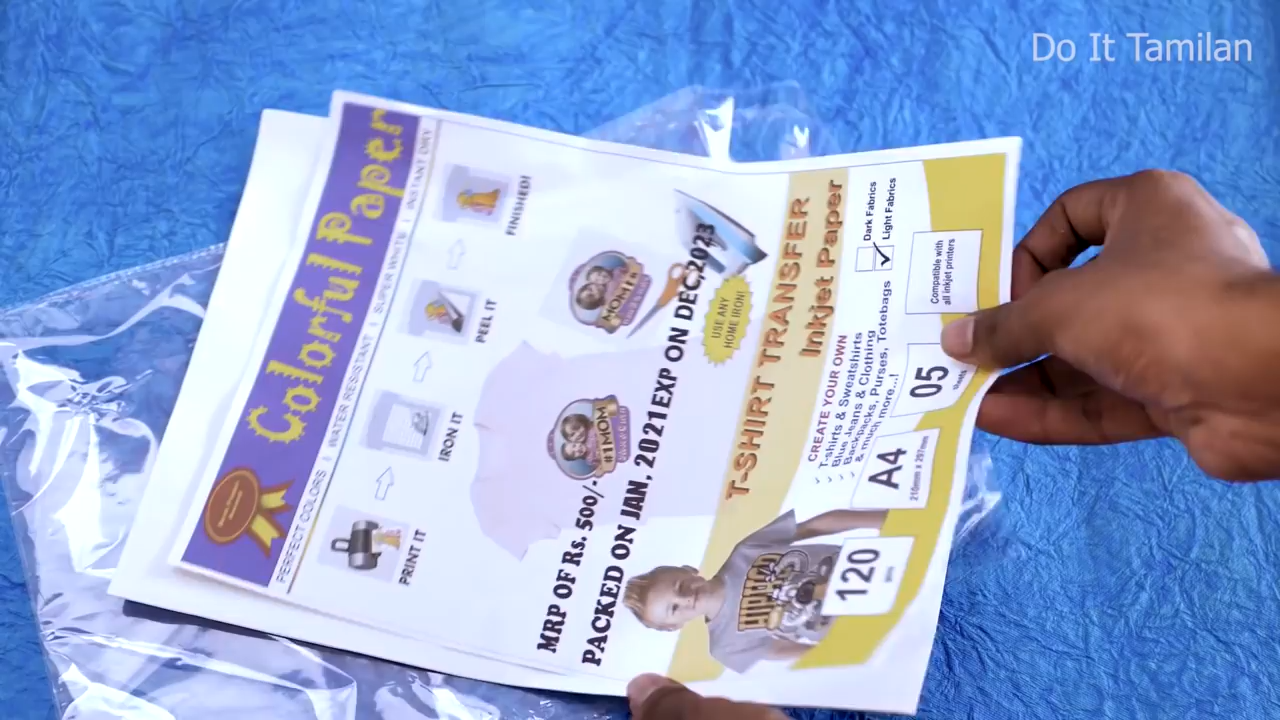 Do It Tamilan
Colorful Paper
PERFECT COLORS | WATER RESISTANT | SUPER WHITE | INSTANT DRY
PRINT IT
IRON IT
PEEL IT
FINISHED!
#1 MOM
MRP OF Rs. 500/-
PACKED ON JAN, 2021 EXP ON DEC,2023
USE ANY
HOME IRON!
T-SHIRT TRANSFER
Inkjet Paper
CREATE YOUR OWN
T-shirts & Sweatshirts
Blue Jeans & Clothing
Backpacks, Purses, Totebags
& much more...!
Dark Fabrics
Light Fabrics
120
A4
210mm x 297mm
05
sheets
Compatible with
all inkjet printers